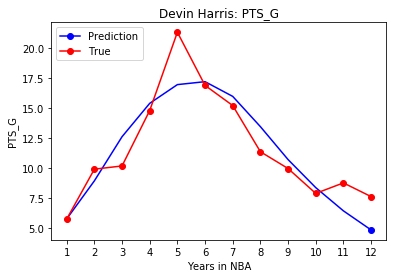 Devin Harris: PTS_G
Prediction
True
PTS_G
20.0
17.5
15.0
12.5
10.0
7.5
5.0
1 2 3 4 5 6 7 8 9 10 11 12
Years in NBA